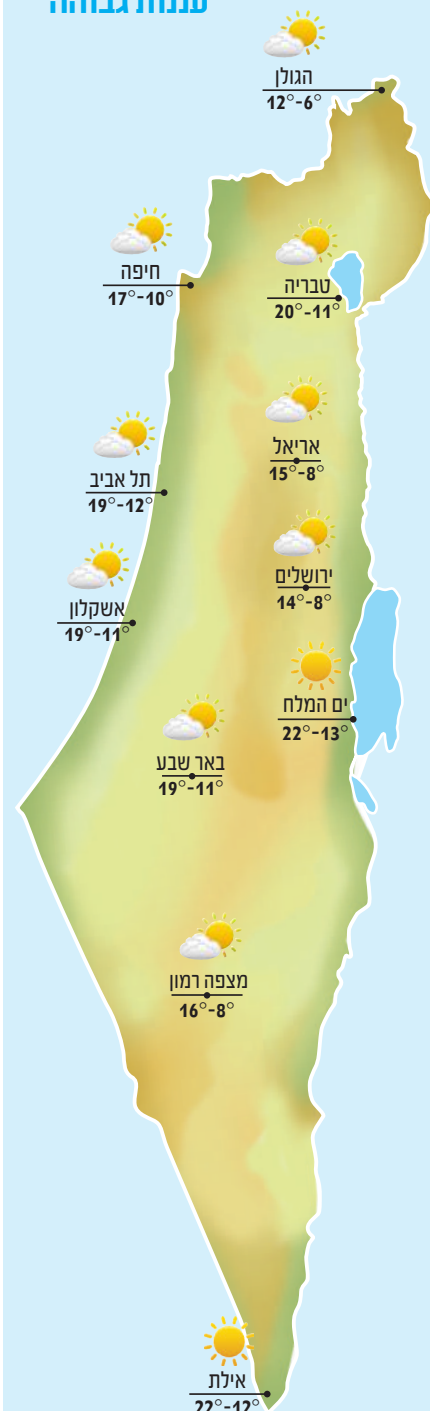 עננות גבוהה
הגולן
12°-6°
חיפה
17°-10°
טבריה
20°-11°
אריאל
15°-8°
תל אביב
19°-12°
ירושלים
14°-8°
אשקלון
19°-11°
ים המלח
22°-13°
באר שבע
19°-11°
מצפה רמון
16°-8°
אילת
22°-12°